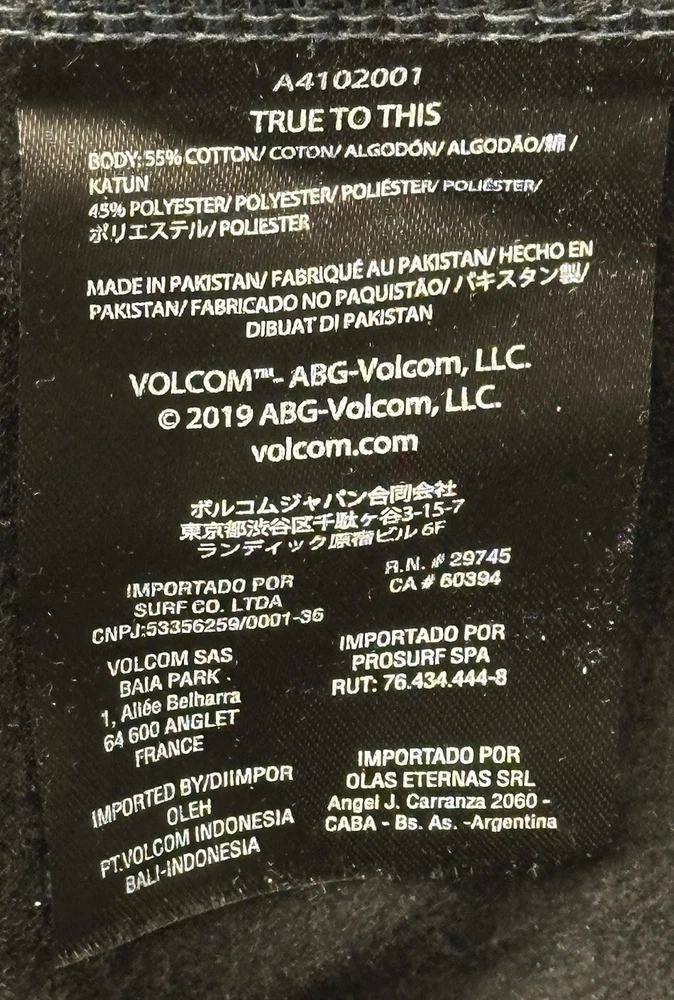 A4102001
TRUE TO THIS
BODY: 55% COTTON/ COTON/ ALGODÓN/ ALGODÃO/綿/
KATUN
45% POLYESTER/ POLYESTER/ POLIÉSTER/ POLIÉSTER/
ポリエステル/ POLIESTER
MADE IN PAKISTAN/ FABRIQUÉ AU PAKISTAN/ HECHO EN
PAKISTAN/ FABRICADO NO PAQUISTÃO/ パキスタン製/
DIBUAT DI PAKISTAN
VOLCOM™- ABG-Volcom, LLC.
© 2019 ABG-Volcom, LLC.
volcom.com
ボルコムジャパン合同会社
東京都渋谷区千駄ヶ谷3-15-7
ランディック原宿ビル 6F
R.N. # 29745
CA # 60394
IMPORTADO POR
SURF CO. LTDA
CNPJ:53356259/0001-36
VOLCOM SAS
BAIA PARK
1, Allée Belharra
64 600 ANGLET
FRANCE
IMPORTADO POR
PROSURF SPA
RUT: 76.434.444-8
IMPORTED BY/DIIMPOR
OLEH
PT.VOLCOM INDONESIA
BALI-INDONESIA
IMPORTADO POR
OLAS ETERNAS SRL
Angel J. Carranza 2060 -
CABA - Bs. As. -Argentina